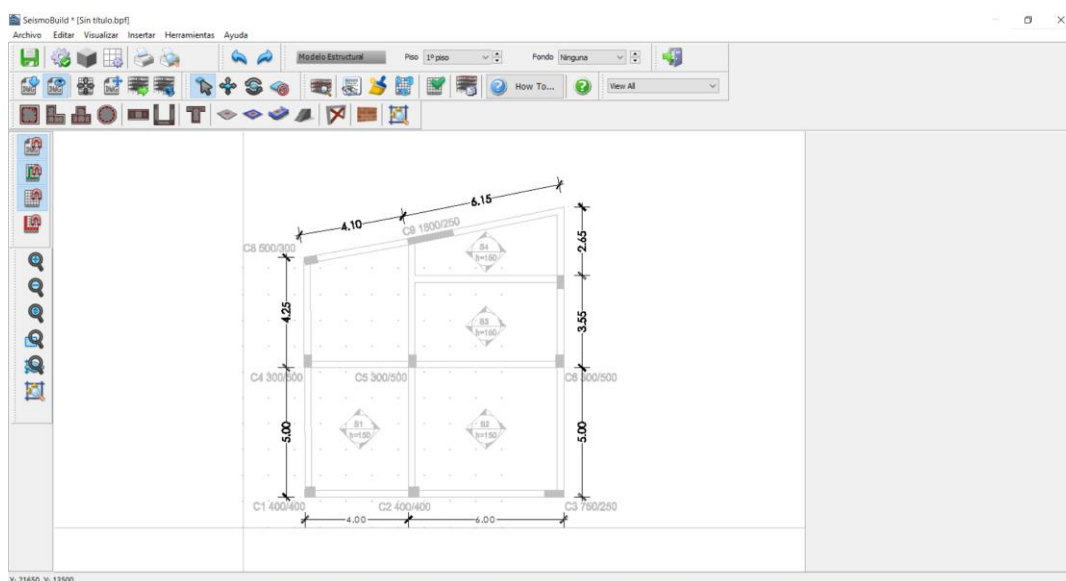 SeismoBuild * [Sin título.bpf]
Archivo Editar Visualizar Insertar Herramientas Ayuda
Modelo Estructural Piso 1º piso Fondo Ninguna
How To... View All
6.15
4.10
C9 1800/250
C8 500/300
B4
h=150
2.65
4.25
B3
h=150
3.55
C4 300/500 C5 300/500 C6 300/500
B1
h=150
B2
h=150
5.00 5.00
C1 400/400 C2 400/400 C3 750/250
4.00 6.00
X: 21650 Y: 13500